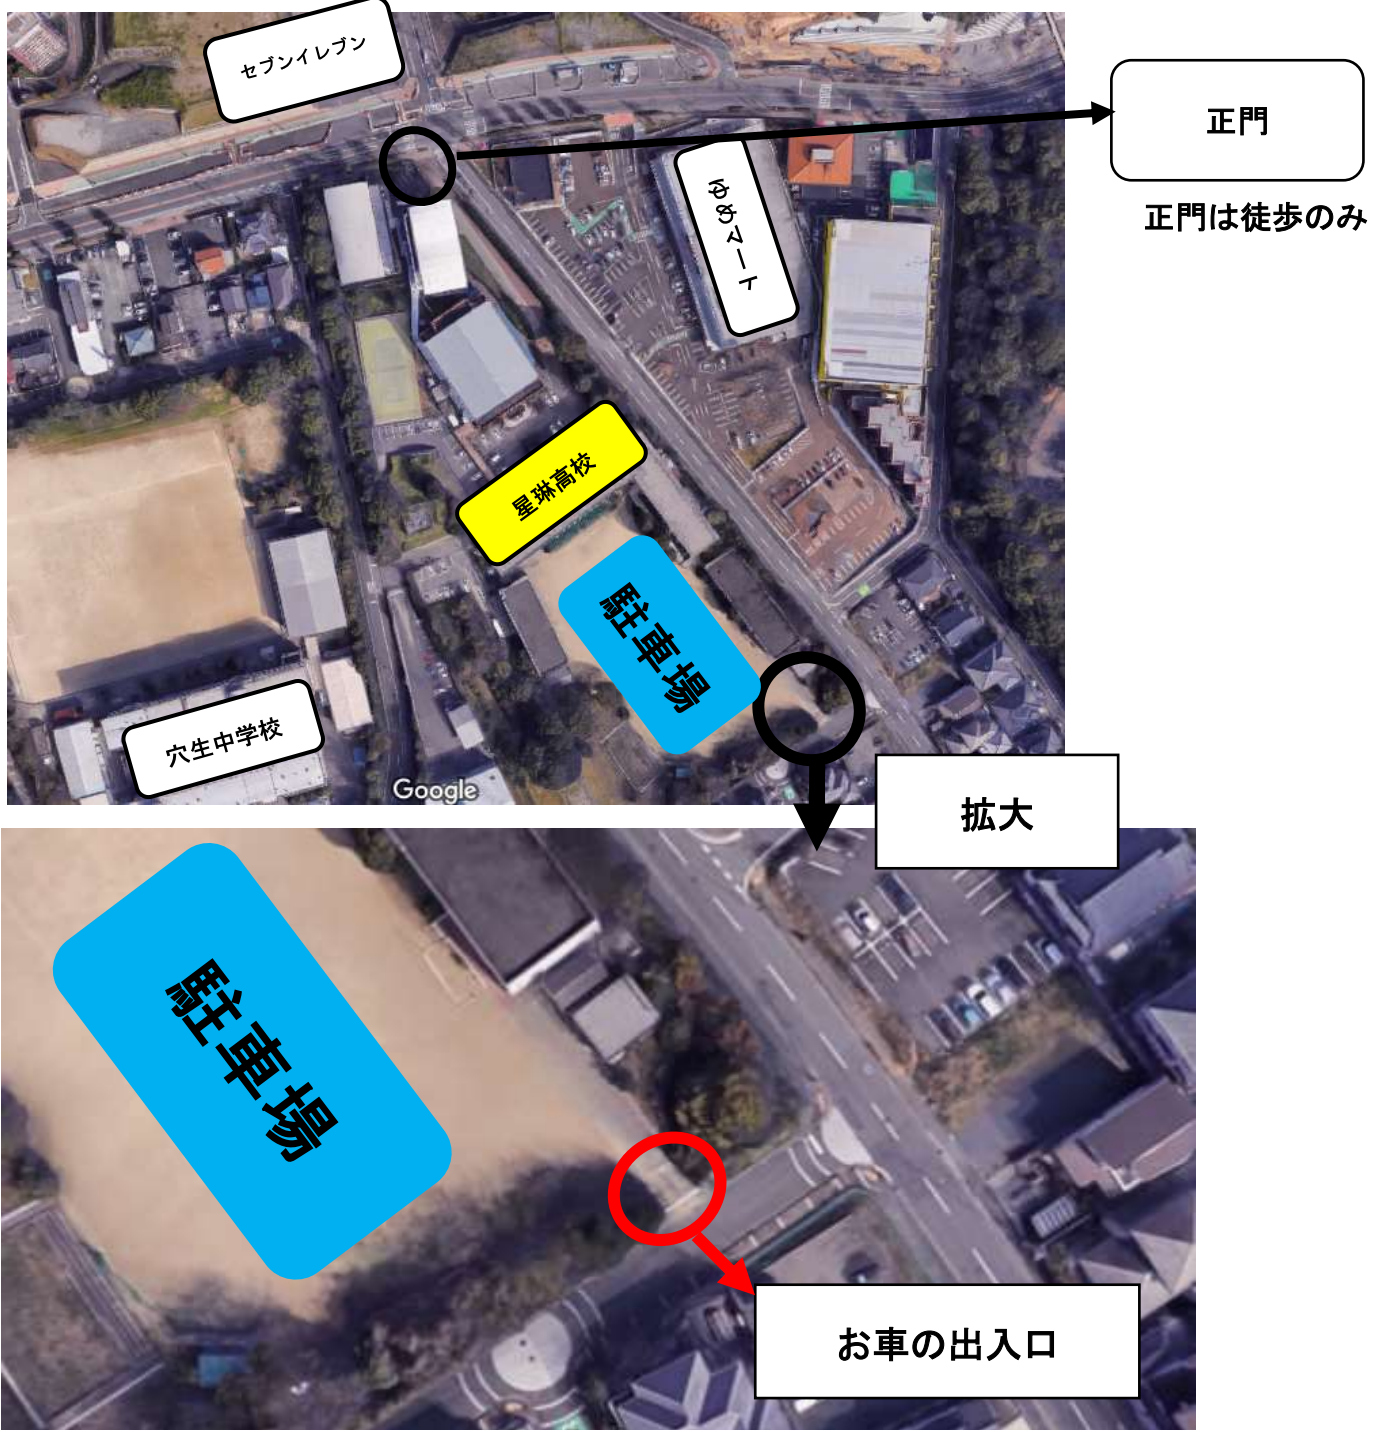 セブンイレブン
正門
正門は徒歩のみ
ゆめマート
星琳高校
駐車場
穴生中学校
Google
拡大
駐車場
お車の出入口